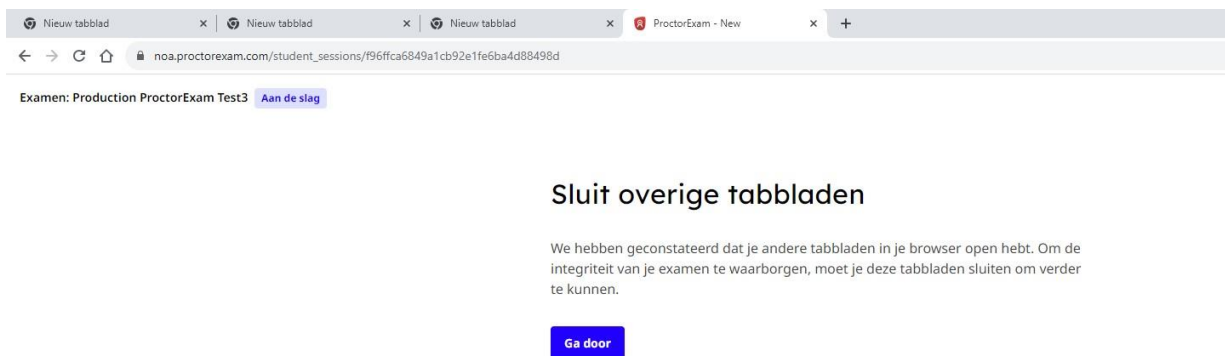 Nieuw tabblad Nieuw tabblad Nieuw tabblad ProctorExam - New
noa.proctorexam.com/student_sessions/f96ffca6849a1cb92e1fe6ba4d88498d
Examen: Production ProctorExam Test3 Aan de slag
Sluit overige tabbladen
We hebben geconstateerd dat je andere tabbladen in je browser open hebt. Om de
integriteit van je examen te waarborgen, moet je deze tabbladen sluiten om verder
te kunnen.
Ga door